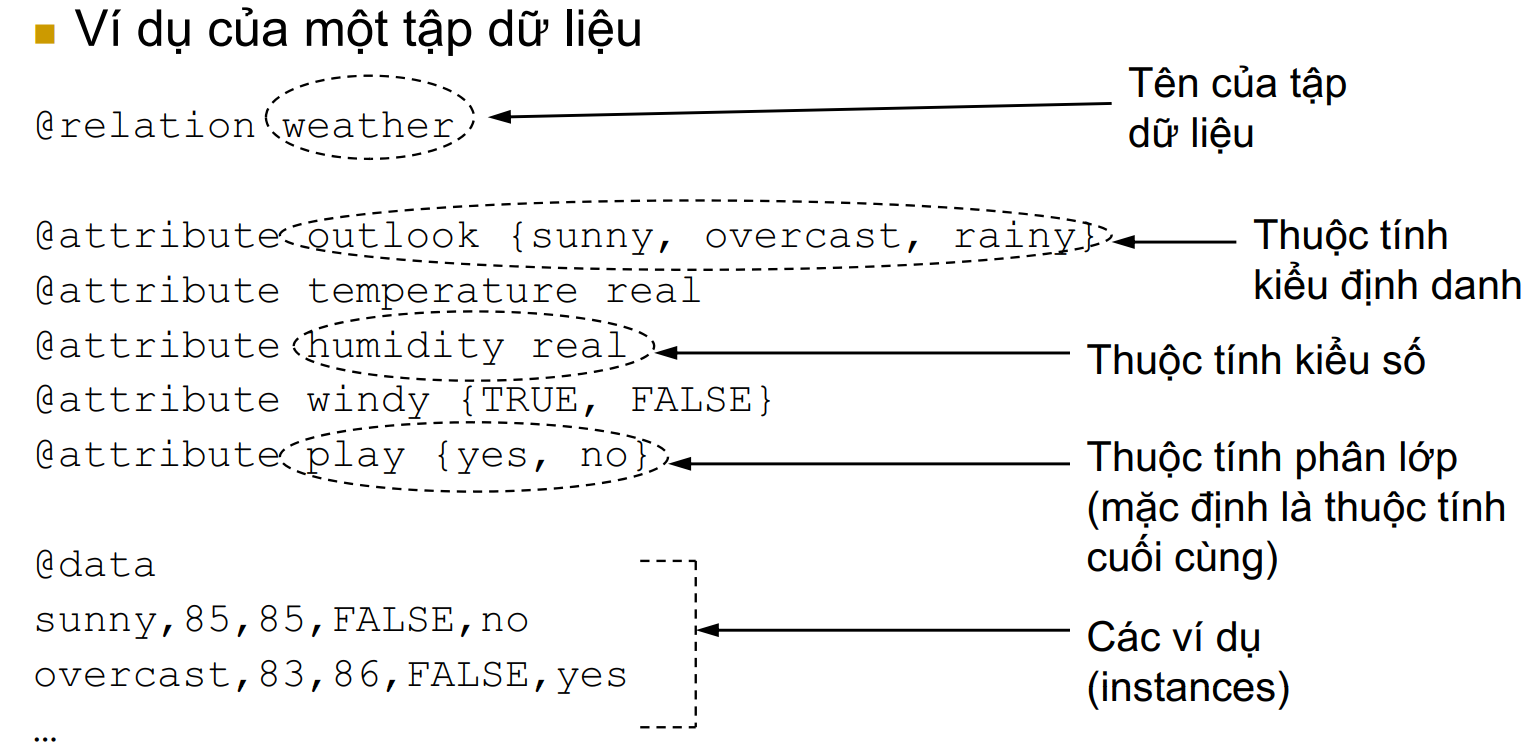 Ví dụ của một tập dữ liệu
@relation weather
Tên của tập
dữ liệu
@attribute outlook {sunny, overcast, rainy}
Thuộc tính
kiểu định danh
@attribute temperature real
@attribute humidity real
Thuộc tính kiểu số
@attribute windy {TRUE, FALSE}
@attribute play {yes, no}
Thuộc tính phân lớp
(mặc định là thuộc tính
cuối cùng)
@data
sunny,85,85,FALSE,no
overcast,83,86,FALSE,yes
…
Các ví dụ
(instances)